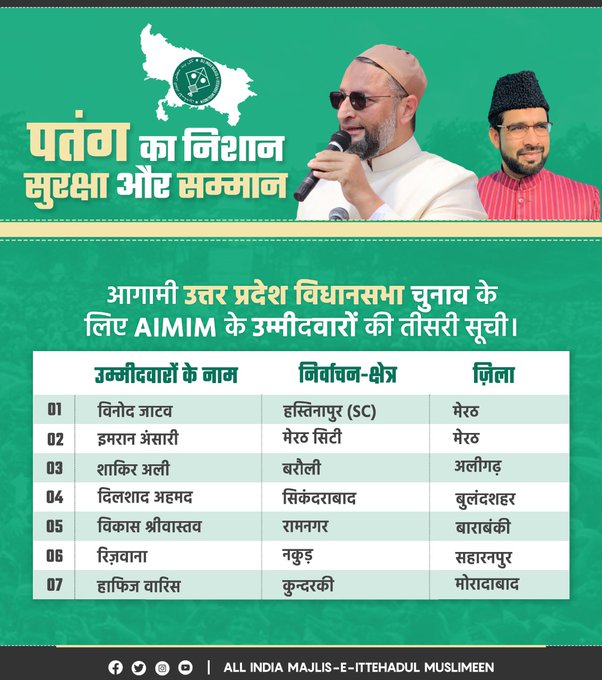 पतंग का निशान
सुरक्षा और सम्मान
आगामी उत्तर प्रदेश विधानसभा चुनाव के
लिए AIMIM के उम्मीदवारों की तीसरी सूची।
उम्मीदवारों के नाम निर्वाचन-क्षेत्र ज़िला
01 विनोद जाटव हस्तिनापुर (SC) मेरठ
02 इमरान अंसारी मेरठ सिटी मेरठ
03 शाकिर अली बरौली अलीगढ़
04 दिलशाद अहमद सिकंदराबाद बुलंदशहर
05 विकास श्रीवास्तव रामनगर बाराबंकी
06 रिज़वाना नकुड़ सहारनपुर
07 हाफिज वारिस कुन्दरकी मोरादाबाद
| ALL INDIA MAJLIS-E-ITTEHADUL MUSLIMEEN